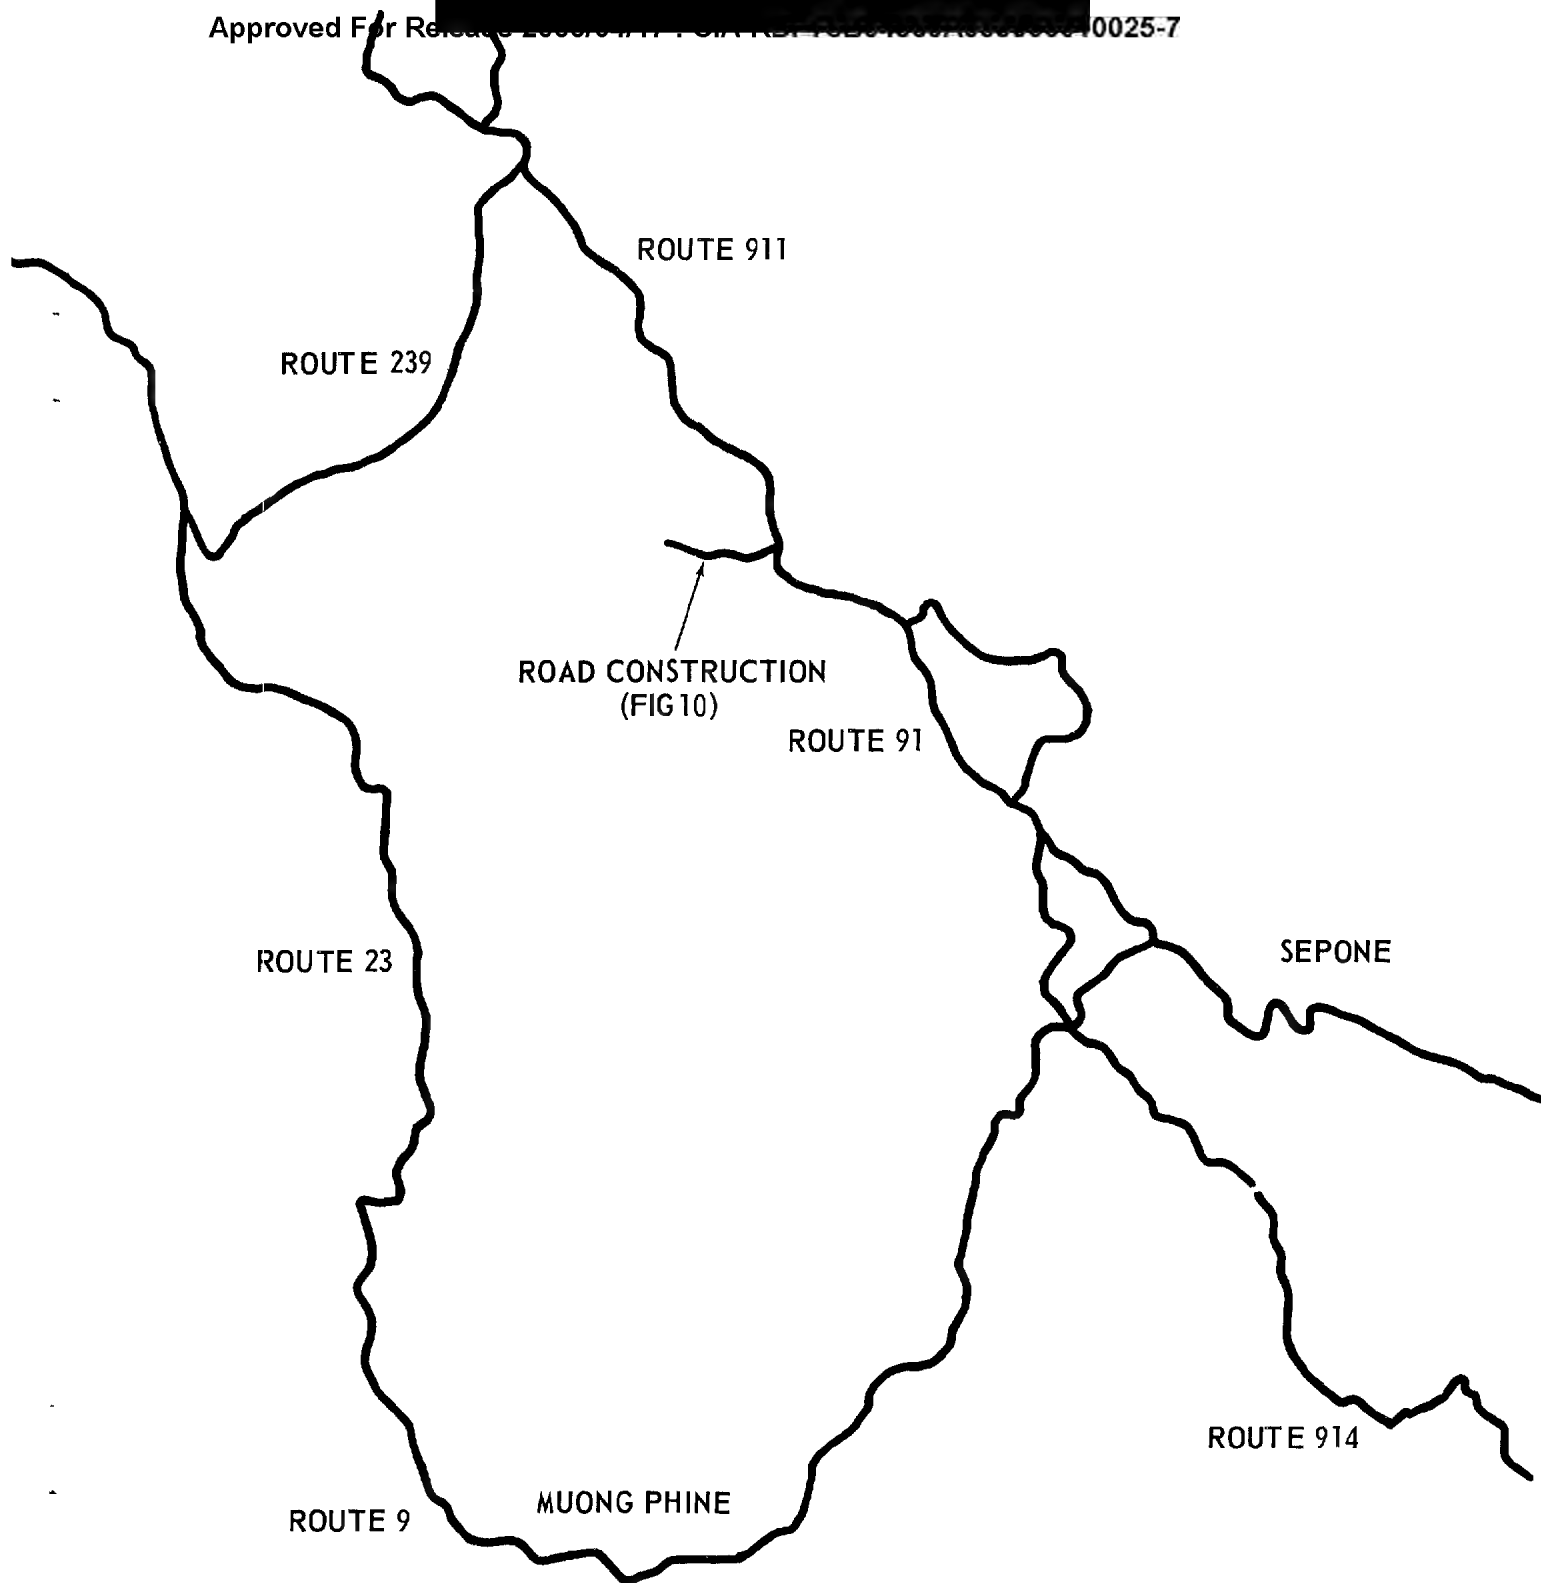 Approved For Release 0025-7
ROUTE 911
ROUTE 239
ROAD CONSTRUCTION
(FIG 10)
ROUTE 91
ROUTE 23
SEPONE
ROUTE 914
MUONG PHINE
ROUTE 9